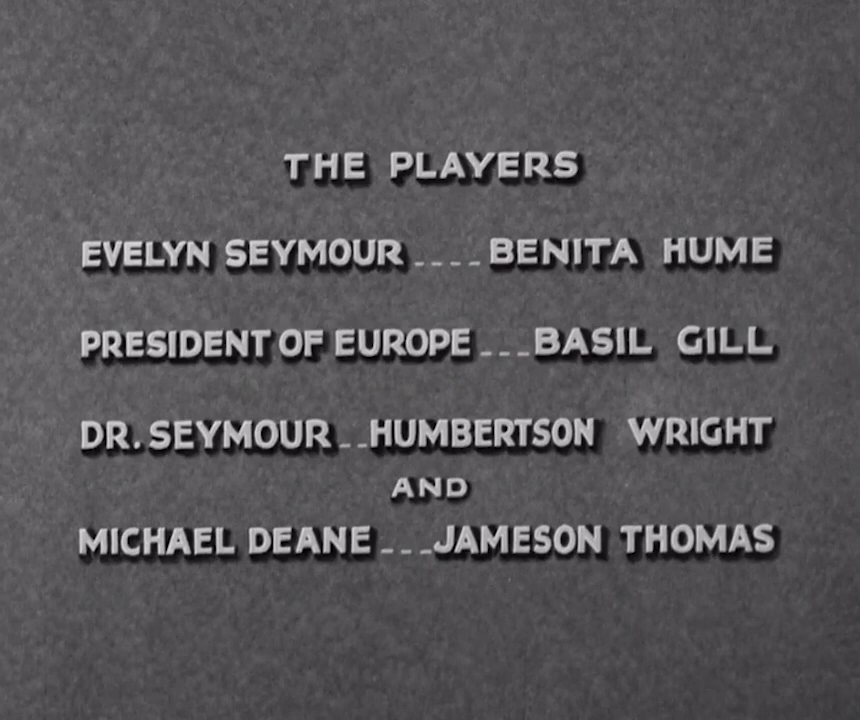 THE PLAYERS
EVELYN SEYMOUR .... BENITA HUME
PRESIDENT OF EUROPE ... BASIL GILL
DR. SEYMOUR .. HUMBERTSON WRIGHT
AND
MICHAEL DEANE ... JAMESON THOMAS